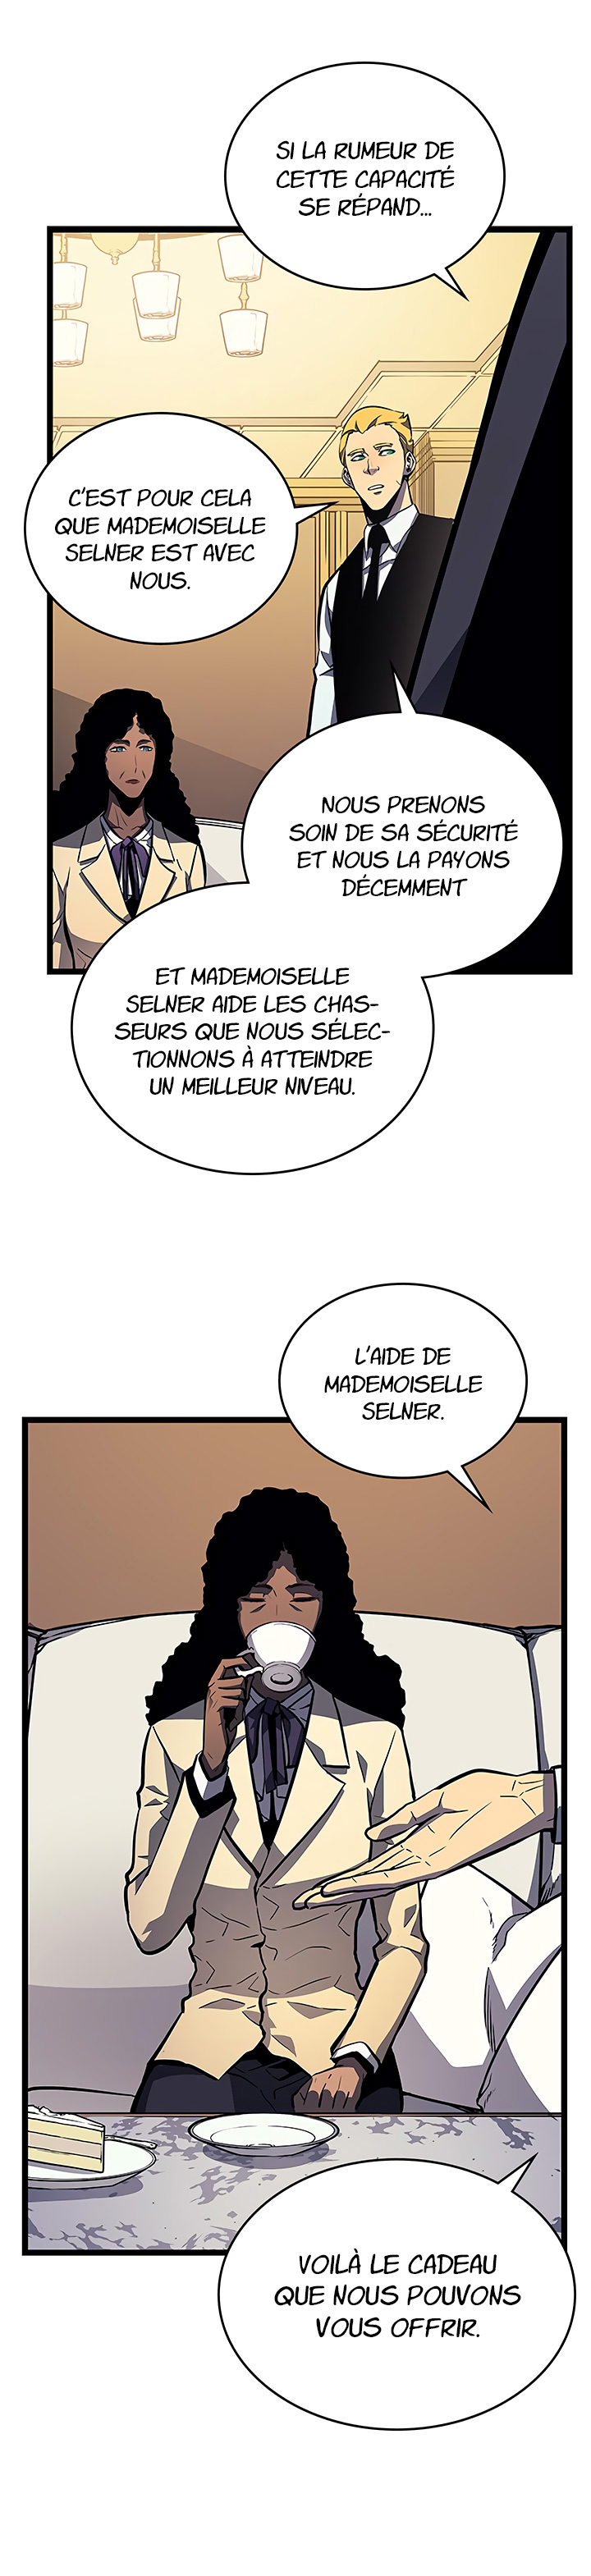 SI LA RUMEUR DE
CETTE CAPACITÉ
SE RÉPAND...
C'EST POUR CELA
QUE MADEMOISELLE
SELNER EST AVEC
NOUS.
NOUS PRENONS
SOIN DE SA SÉCURITÉ
ET NOUS LA PAYONS
DÉCEMMENT
ET MADEMOISELLE
SELNER AIDE LES CHAS-
SEURS QUE NOUS SÉLEC-
TIONNONS À ATTEINDRE
UN MEILLEUR NIVEAU.
L'AIDE DE
MADEMOISELLE
SELNER.
VOILÀ LE CADEAU
QUE NOUS POUVONS
VOUS OFFRIR.